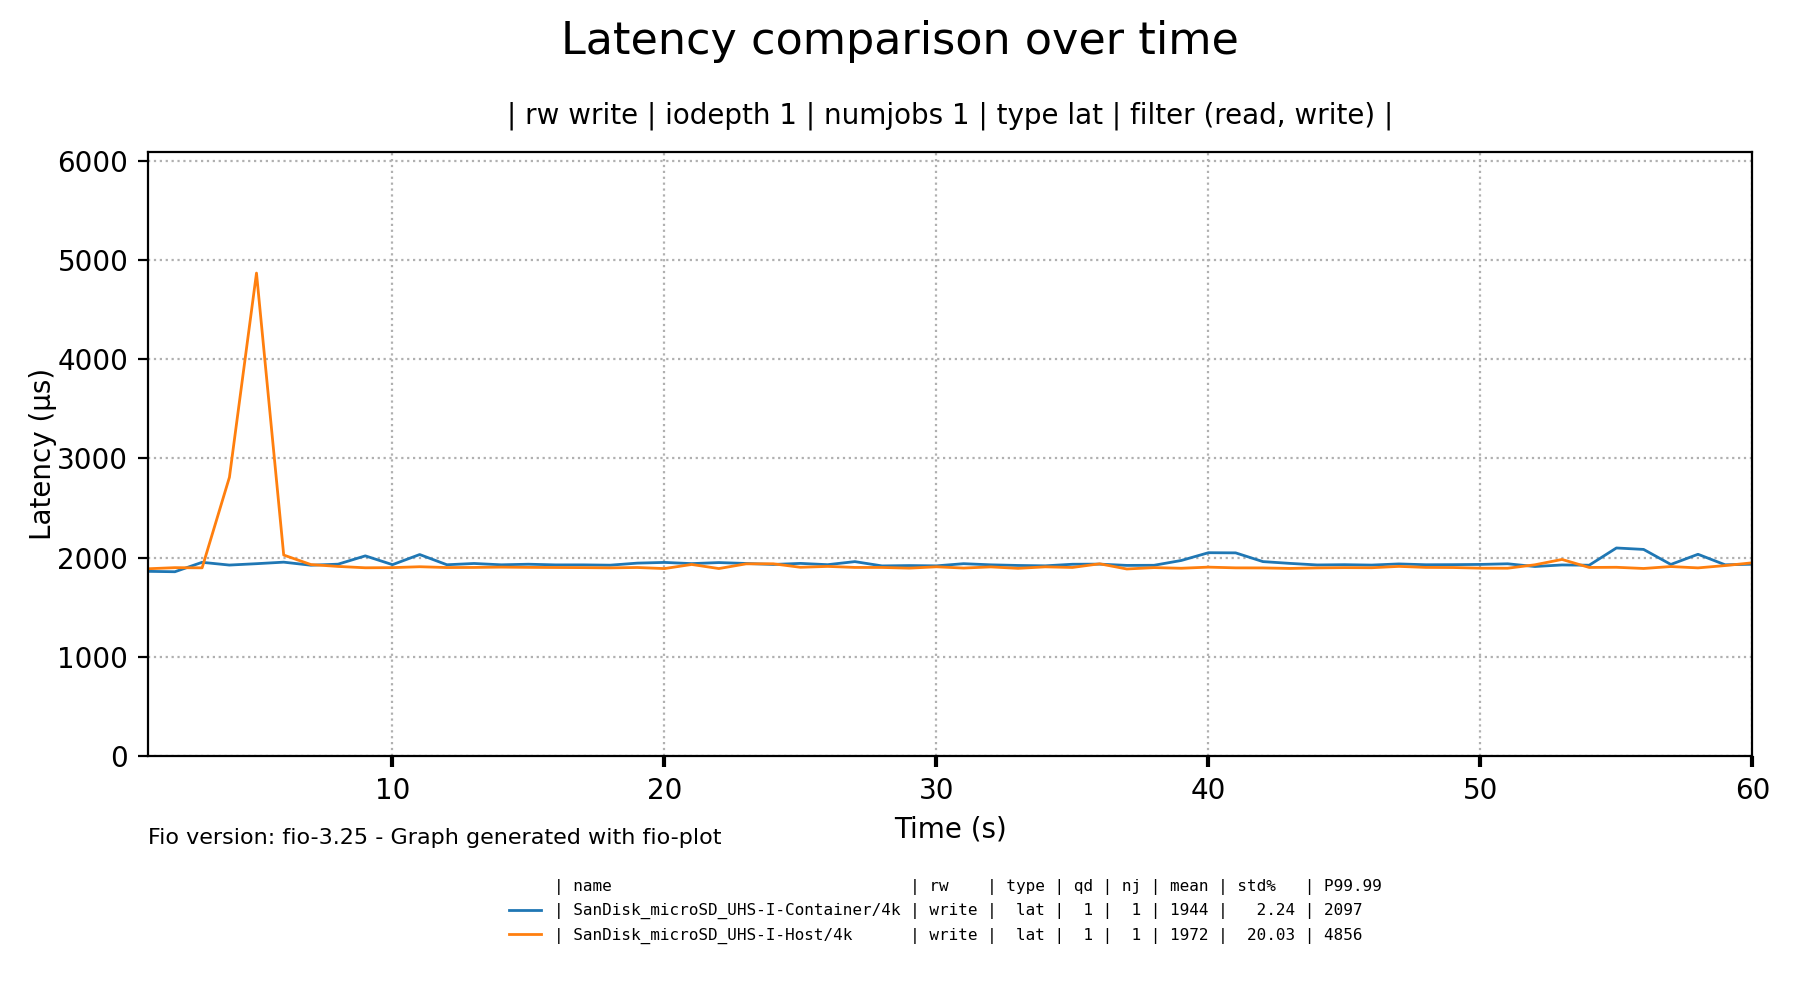 Latency comparison over time
| rw write | iodepth 1 | numjobs 1 | type lat | filter (read, write) |
6000
5000
4000
3000
2000
1000
0
Latency (µs)
10 20 30 40 50 60
Time (s)
Fio version: fio-3.25 - Graph generated with fio-plot
| name | rw | type | qd | nj | mean | std% | P99.99
| SanDisk_microSD_UHS-I-Container/4k | write | lat | 1 | 1 | 1944 | 2.24 | 2097
| SanDisk_microSD_UHS-I-Host/4k | write | lat | 1 | 1 | 1972 | 20.03 | 4856